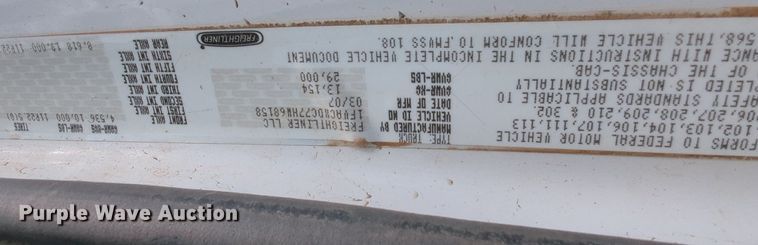 FORMS TO FEDERAL MOTOR VEHICLE
102, 103, 104, 106, 107, 111, 113
06, 207, 208, 209, 210 & 302
AFETY STANDARDS APPLICABLE TO
PLETED IS NOT SUBSTANTIALLY
OF THE CHASSIS-CAB.
ANCE WITH INSTRUCTIONS IN THE INCOMPLETE VEHICLE DOCUMENT
568, THIS VEHICLE WILL CONFORM TO FMVSS 108.
TYPE: TRUCK
MANUFACTURED BY FREIGHTLINER LLC
VEHICLE ID NO 1FVACXDC77HW68158
DATE OF MFR 03/07
GVWR-KG 13,154
GVWR-LBS 29,000
FREIGHTLINER
GAWR-KG GAWR-LBS TIRES
FRONT AXLE 4,536 10,000 11R22.5(G)
FIRST INT AXLE
SECOND INT AXLE
THIRD INT AXLE
FOURTH INT AXLE
FIFTH INT AXLE
SIXTH INT AXLE
REAR AXLE 8,618 19,000 11R22
Purple Wave Auction